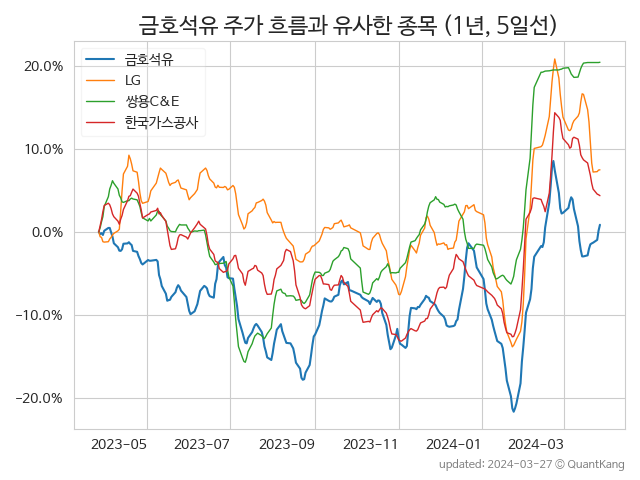 금호석유 주가 흐름과 유사한 종목 (1년, 5일선)
금호석유
LG
쌍용C&E
한국가스공사
20.0%
10.0%
0.0%
−10.0%
−20.0%
2023-05 2023-07 2023-09 2023-11 2024-01 2024-03
updated: 2024-03-27 © QuantKang